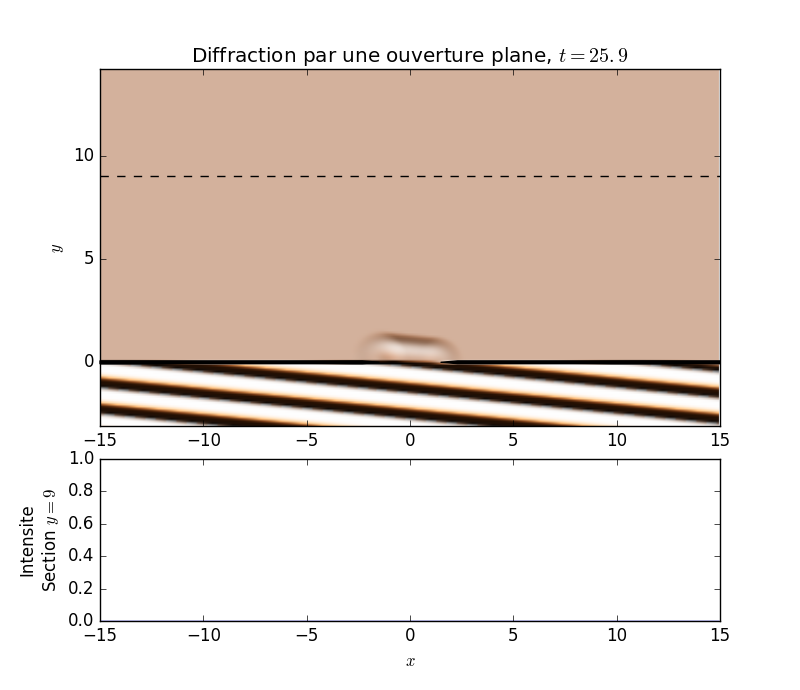 Diffraction par une ouverture plane, t = 25.9
10
5
0
y
−15 −10 −5 0 5 10 15
1.0
0.8
0.6
0.4
0.2
0.0
Intensite
Section y = 9
−15 −10 −5 0 5 10 15
x